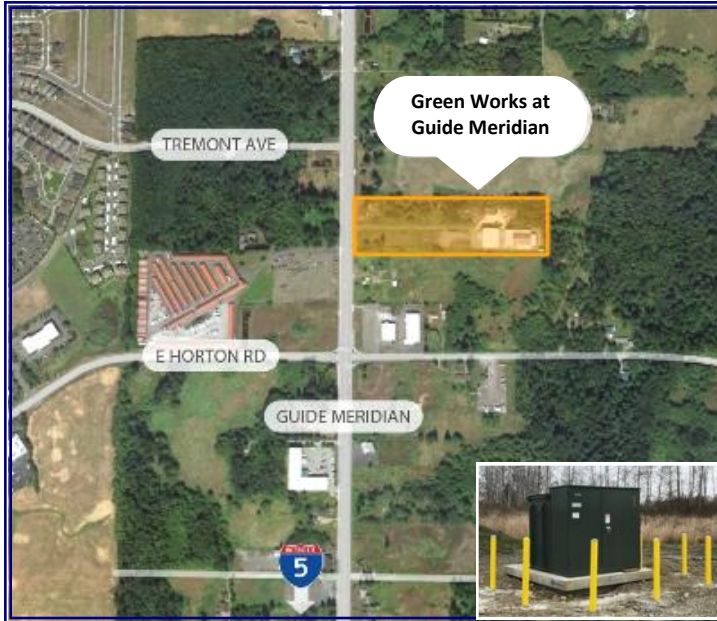 Green Works at
Guide Meridian
TREMONT AVE
E HORTON RD
GUIDE MERIDIAN
5